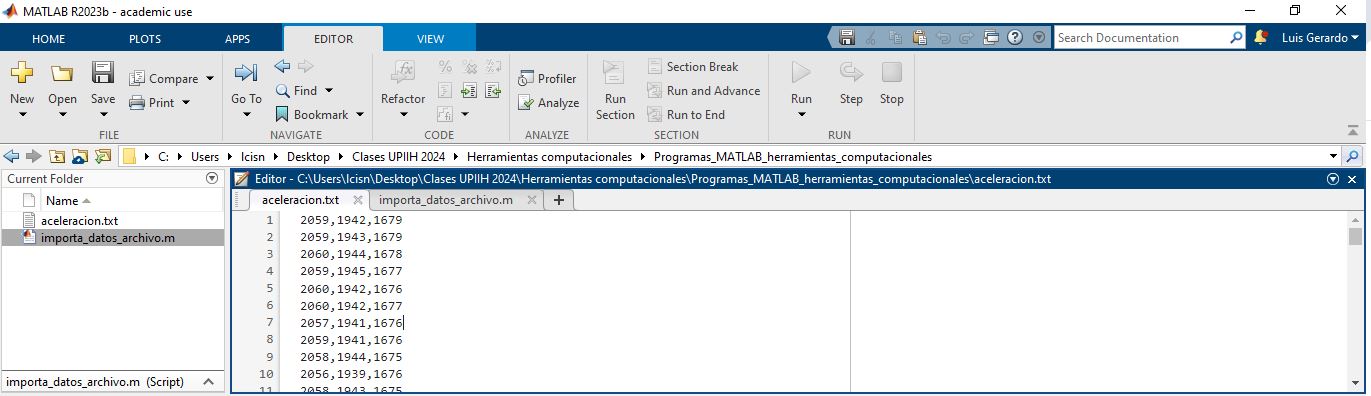 MATLAB R2023b - academic use
HOME PLOTS APPS EDITOR VIEW Search Documentation Luis Gerardo
New Open Save Compare Print Go To Find Bookmark Refactor Profiler Analyze Run Section Section Break Run and Advance Run to End Run Step Stop
FILE NAVIGATE CODE ANALYZE SECTION RUN
C: Users lcisn Desktop Clases UPIIH 2024 Herramientas computacionales Programas_MATLAB_herramientas_computacionales
Current Folder
Name
aceleracion.txt
importa_datos_archivo.m
importa_datos_archivo.m (Script)
Editor - C:\Users\lcisn\Desktop\Clases UPIIH 2024\Herramientas computacionales\Programas_MATLAB_herramientas_computacionales\aceleracion.txt
aceleracion.txt importa_datos_archivo.m
1 2059,1942,1679
2 2059,1943,1679
3 2060,1944,1678
4 2059,1945,1677
5 2060,1942,1676
6 2060,1942,1677
7 2057,1941,1676
8 2059,1941,1676
9 2058,1944,1675
10 2056,1939,1676
11 2058,1943,1675